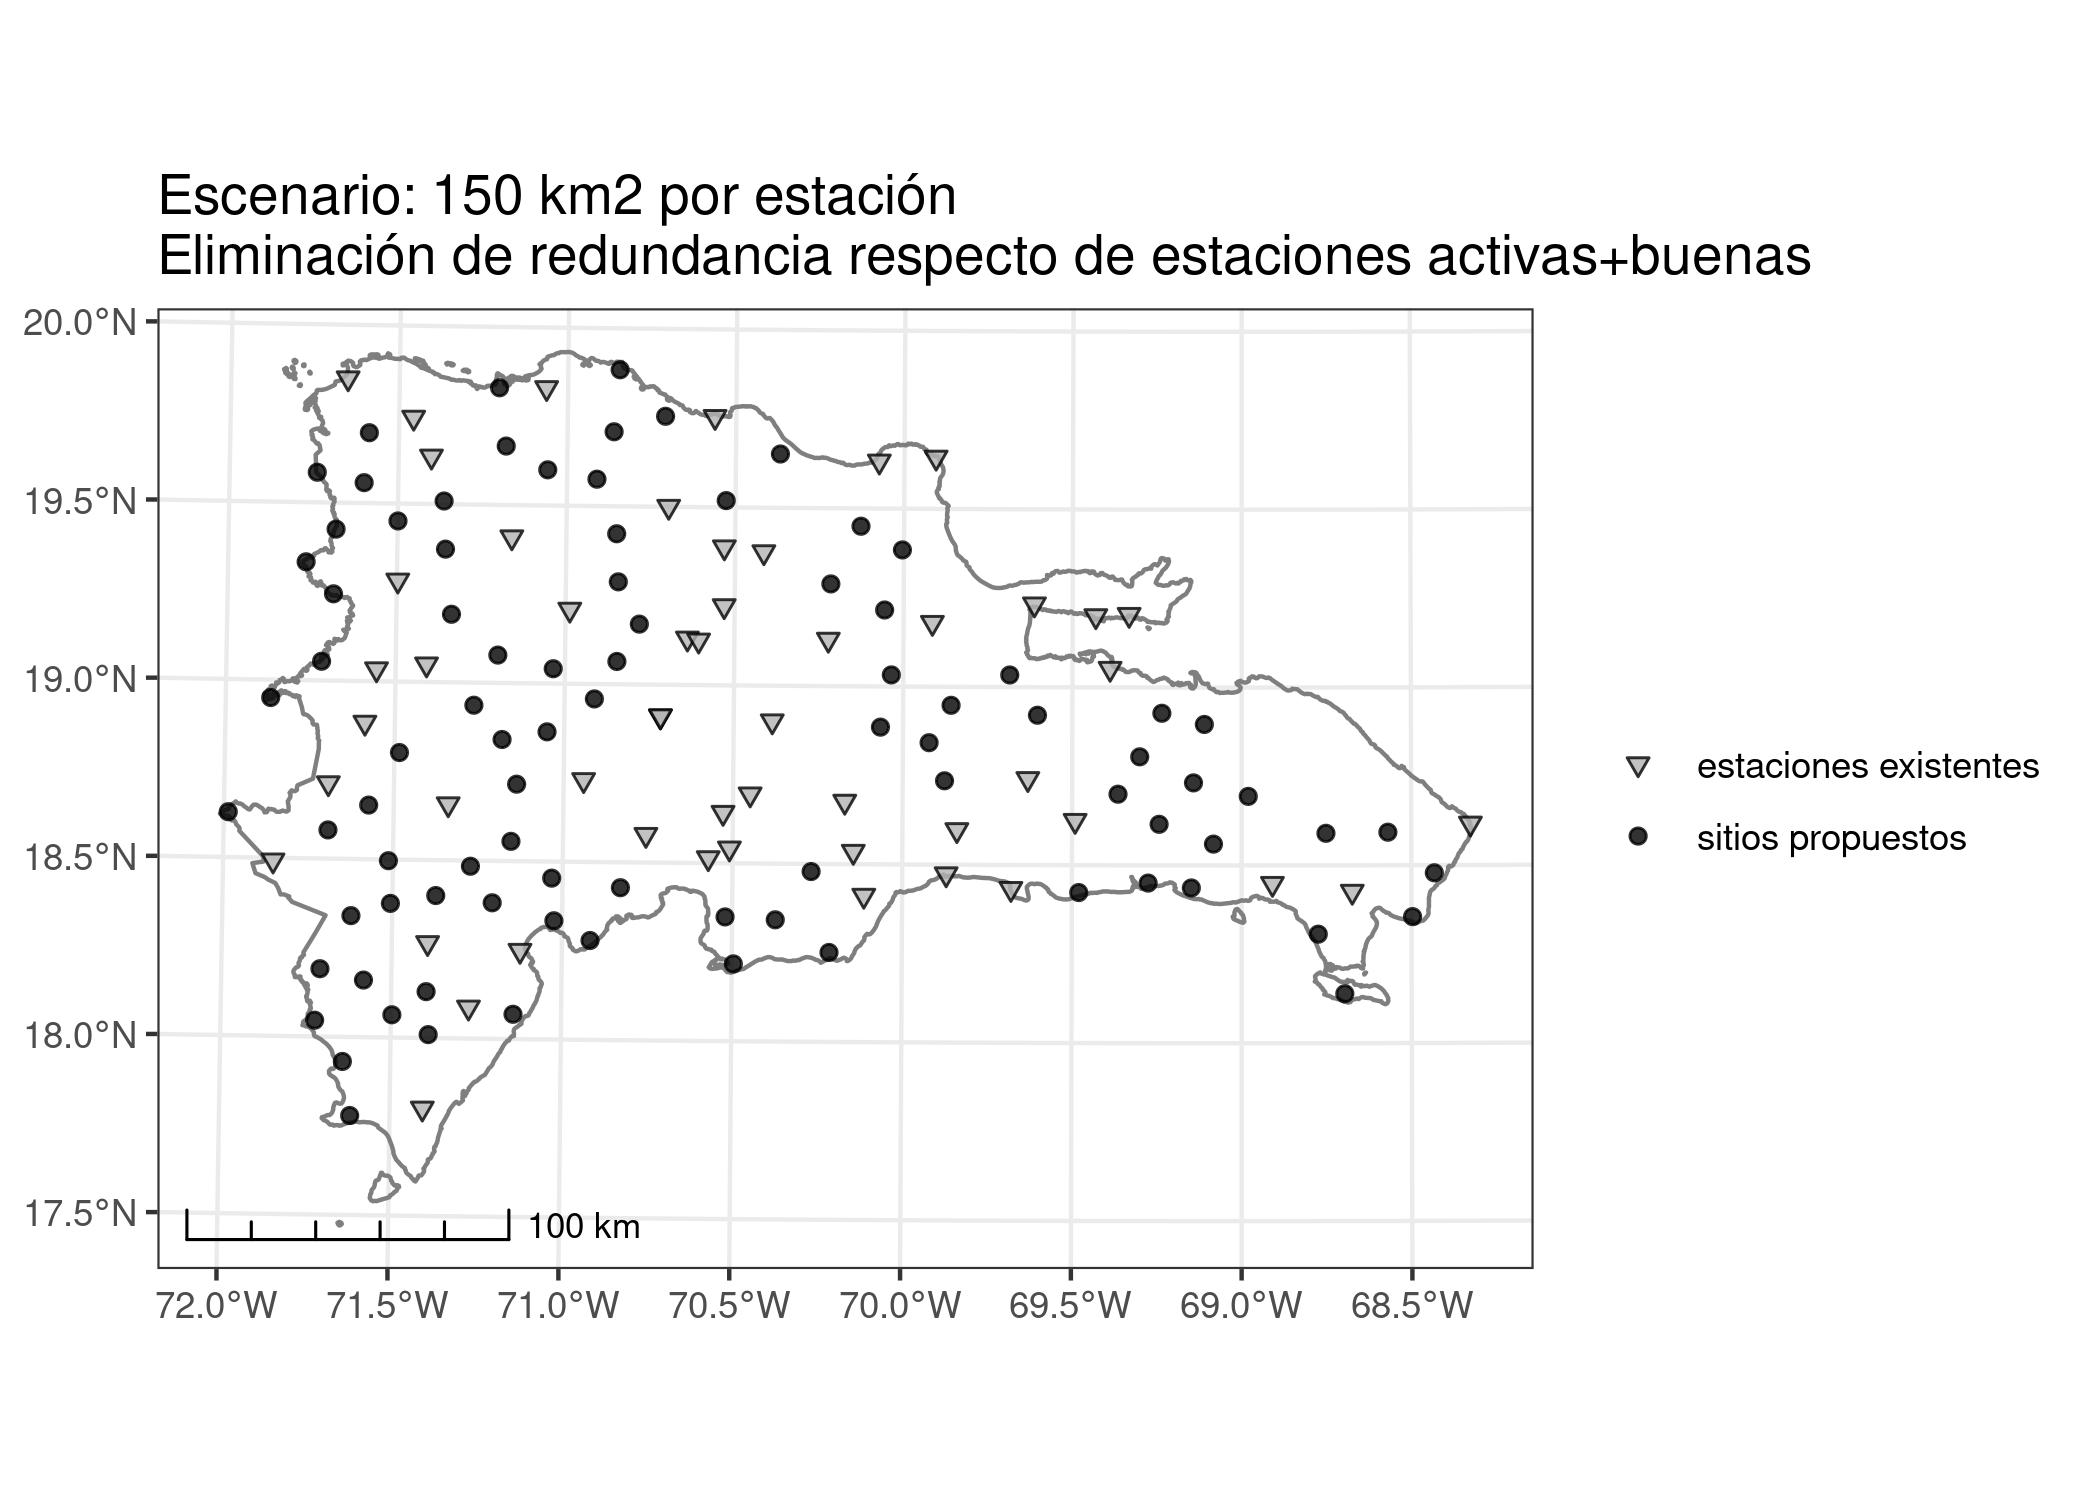 Escenario: 150 km2 por estación
Eliminación de redundancia respecto de estaciones activas+buenas
20.0°N
19.5°N
19.0°N
18.5°N
18.0°N
17.5°N
100 km
72.0°W 71.5°W 71.0°W 70.5°W 70.0°W 69.5°W 69.0°W 68.5°W
estaciones existentes
sitios propuestos